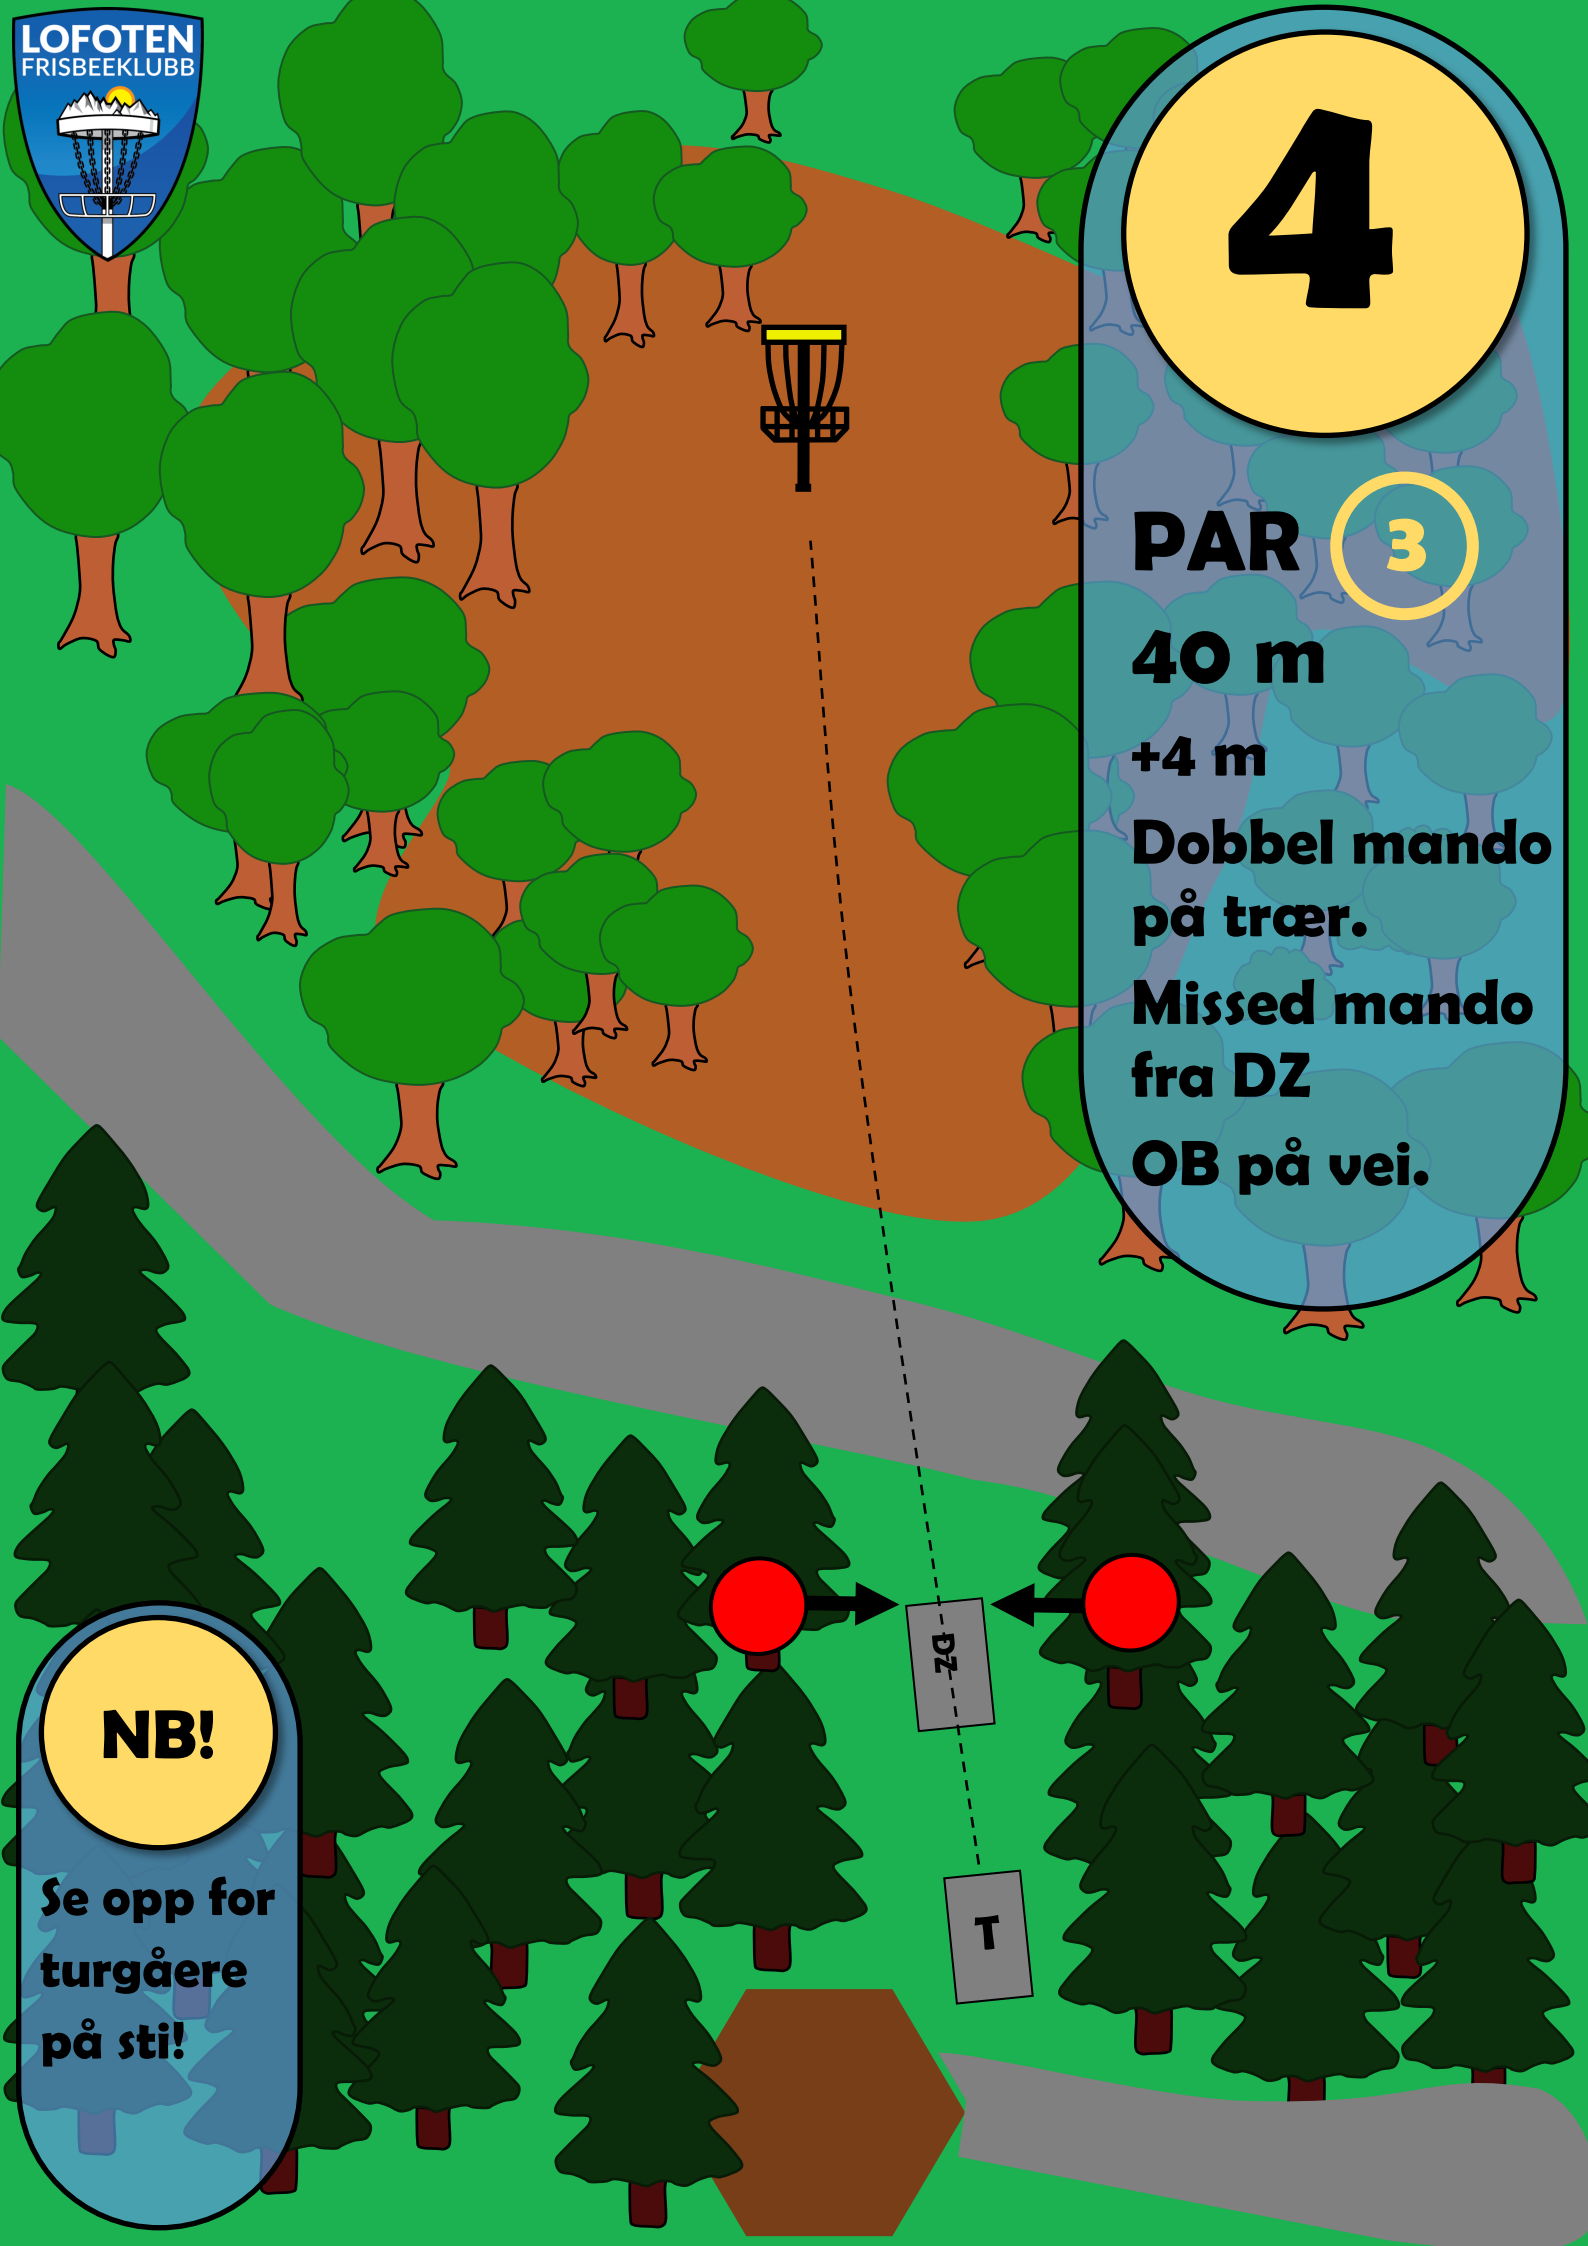 LOFOTEN
FRISBEEKLUBB
4
PAR 3
40 m
+4 m
Dobbel mando
på trær.
Missed mando
fra DZ
OB på vei.
DZ
T
NB!
Se opp for
turgåere
på sti!